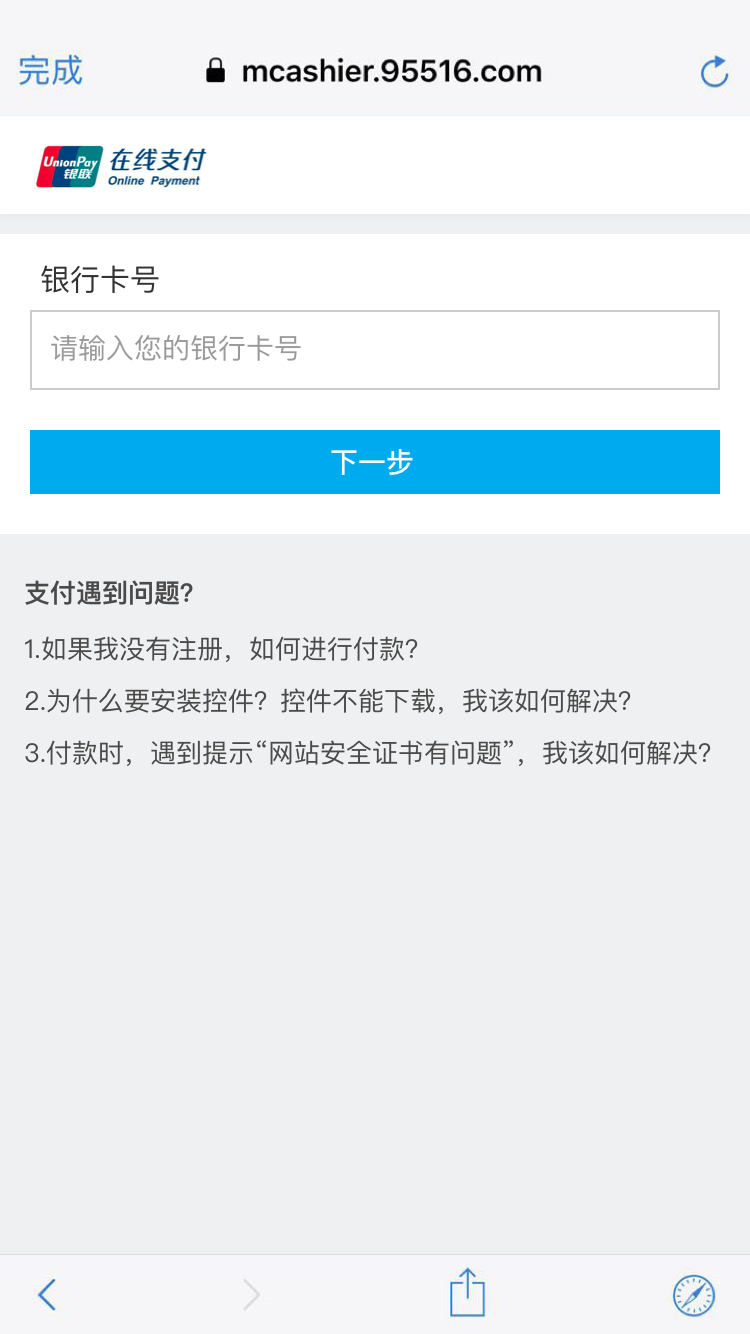 完成
mcashier.95516.com
UnionPay
银联
在线支付
Online Payment
银行卡号
请输入您的银行卡号
下一步
支付遇到问题?
1.如果我没有注册，如何进行付款?
2.为什么要安装控件？控件不能下载，我该如何解决?
3.付款时，遇到提示“网站安全证书有问题”，我该如何解决?